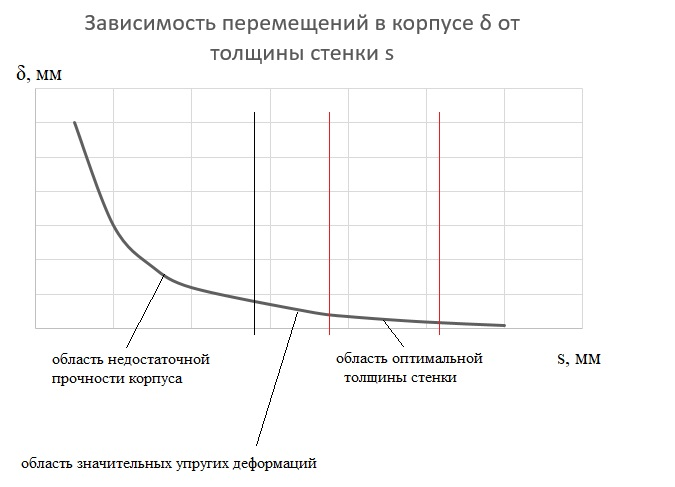 Зависимость перемещений в корпусе δ от
толщины стенки s
δ, мм
область недостаточной
прочности корпуса
область оптимальной
толщины стенки
s, мм
область значительных упругих деформаций